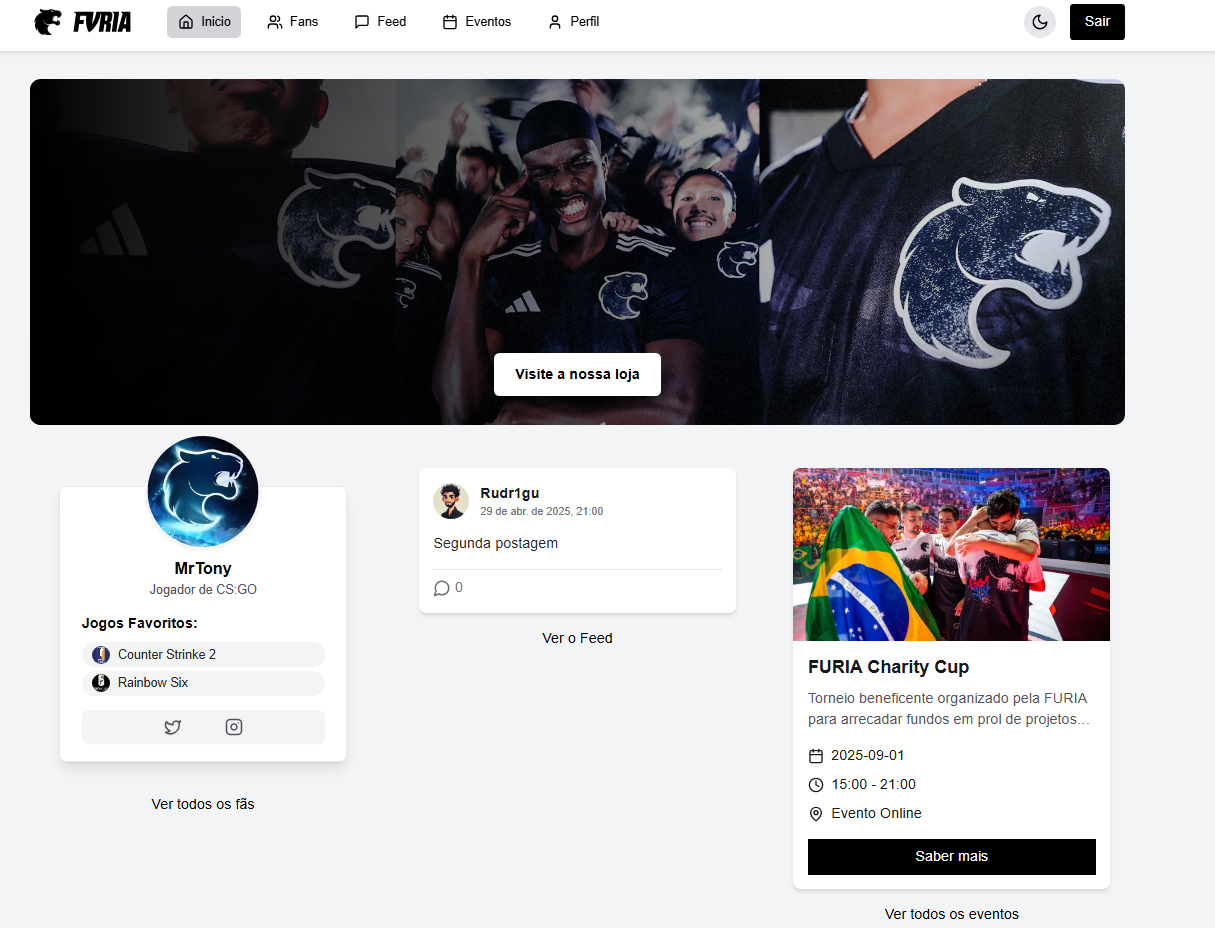 FURIA
Inicio
Fans
Feed
Eventos
Perfil
Sair
Visite a nossa loja
MrTony
Jogador de CS:GO
Jogos Favoritos:
Counter Strinke 2
Rainbow Six
Ver todos os fãs
Rudr1gu
29 de abr. de 2025, 21:00
Segunda postagem
0
Ver o Feed
FURIA Charity Cup
Torneio beneficente organizado pela FURIA
para arrecadar fundos em prol de projetos...
2025-09-01
15:00 - 21:00
Evento Online
Saber mais
Ver todos os eventos